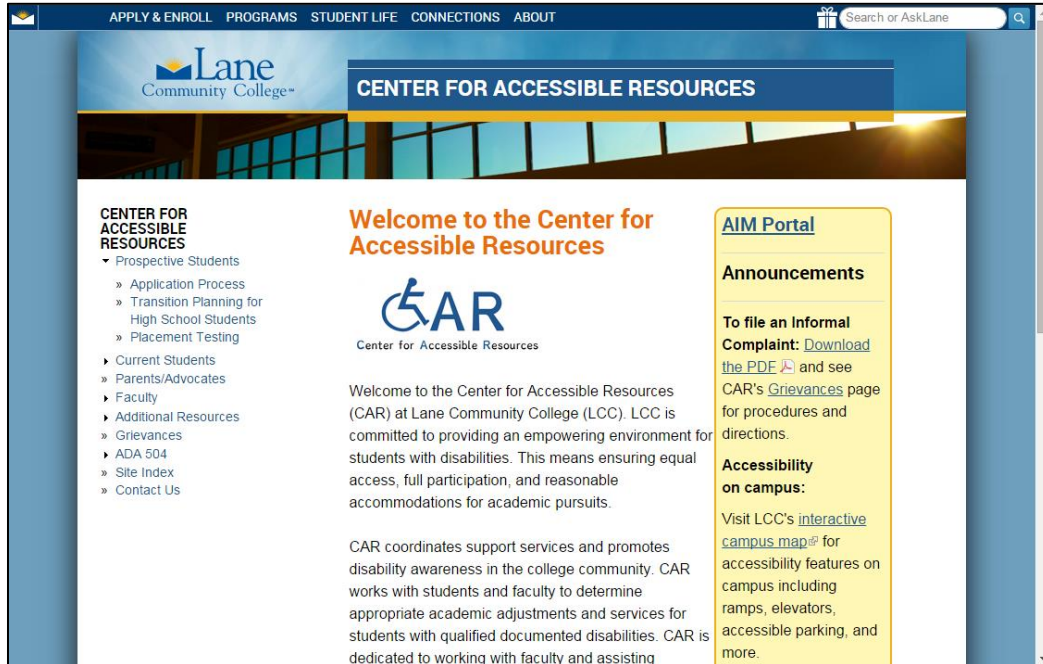 APPLY & ENROLL PROGRAMS STUDENT LIFE CONNECTIONS ABOUT
Search or AskLane
Lane
Community College
CENTER FOR ACCESSIBLE RESOURCES
CENTER FOR
ACCESSIBLE
RESOURCES
Prospective Students
» Application Process
» Transition Planning for
High School Students
» Placement Testing
Current Students
» Parents/Advocates
Faculty
Additional Resources
» Grievances
ADA 504
» Site Index
» Contact Us
Welcome to the Center for
Accessible Resources
CAR
Center for Accessible Resources
Welcome to the Center for Accessible Resources
(CAR) at Lane Community College (LCC). LCC is
committed to providing an empowering environment for
students with disabilities. This means ensuring equal
access, full participation, and reasonable
accommodations for academic pursuits.
CAR coordinates support services and promotes
disability awareness in the college community. CAR
works with students and faculty to determine
appropriate academic adjustments and services for
students with qualified documented disabilities. CAR is
dedicated to working with faculty and assisting
AIM Portal
Announcements
To file an Informal
Complaint: Download
the PDF and see
CAR's Grievances page
for procedures and
directions.
Accessibility
on campus:
Visit LCC's interactive
campus map for
accessibility features on
campus including
ramps, elevators,
accessible parking, and
more.